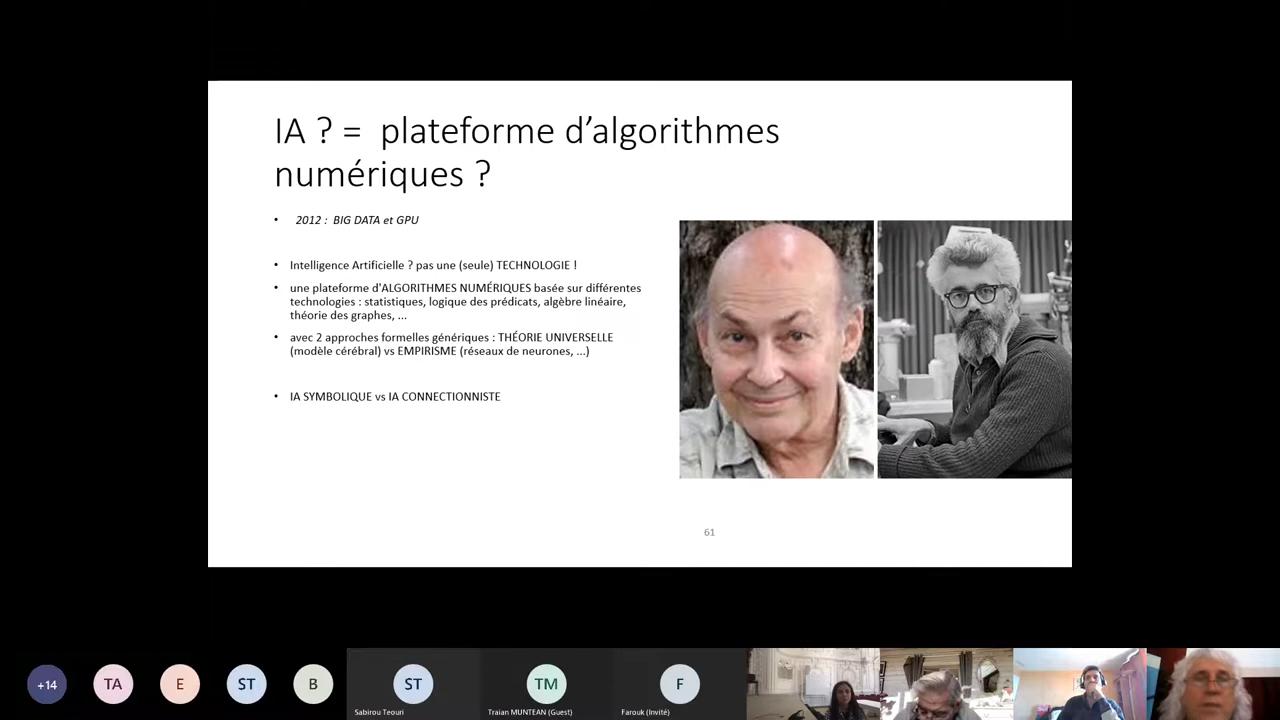 IA ? = plateforme d’algorithmes
numériques ?
• 2012 : BIG DATA et GPU
• Intelligence Artificielle ? pas une (seule) TECHNOLOGIE !
• une plateforme d'ALGORITHMES NUMÉRIQUES basée sur différentes
technologies : statistiques, logique des prédicats, algèbre linéaire,
théorie des graphes, ...
• avec 2 approches formelles génériques : THÉORIE UNIVERSELLE
(modèle cérébral) vs EMPIRISME (réseaux de neurones, ...)
• IA SYMBOLIQUE vs IA CONNECTIONNISTE
61
+14
TA
E
ST
B
ST
TM
F
Sabirou Teouri
Traian MUNTEAN (Guest)
Farouk (Invité)